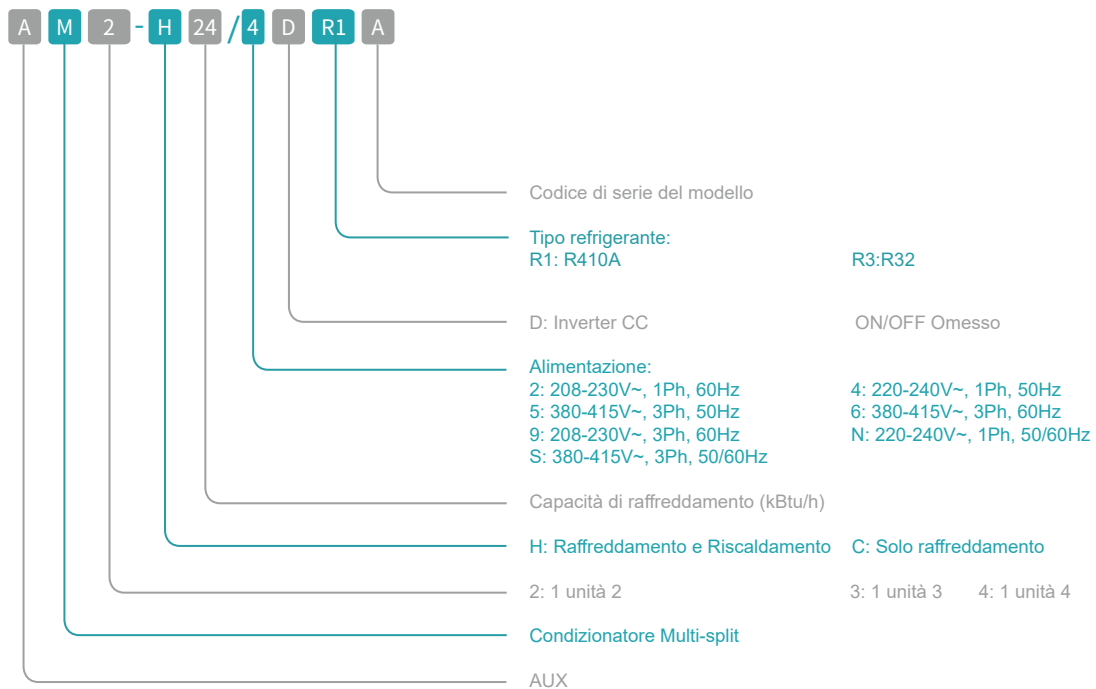 A M 2 - H 24 / 4 D R1 A
Codice di serie del modello
Tipo refrigerante:
R1: R410A R3:R32
D: Inverter CC ON/OFF Omesso
Alimentazione:
2: 208-230V~, 1Ph, 60Hz 4: 220-240V~, 1Ph, 50Hz
5: 380-415V~, 3Ph, 50Hz 6: 380-415V~, 3Ph, 60Hz
9: 208-230V~, 3Ph, 60Hz N: 220-240V~, 1Ph, 50/60Hz
S: 380-415V~, 3Ph, 50/60Hz
Capacità di raffreddamento (kBtu/h)
H: Raffreddamento e Riscaldamento C: Solo raffreddamento
2: 1 unità 2 3: 1 unità 3 4: 1 unità 4
Condizionatore Multi-split
AUX